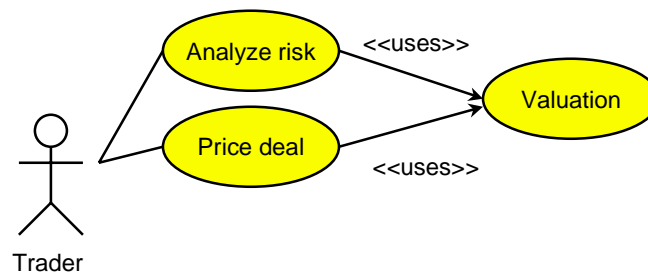 Analyze risk
<<uses>>
Valuation
Price deal
<<uses>>
Trader